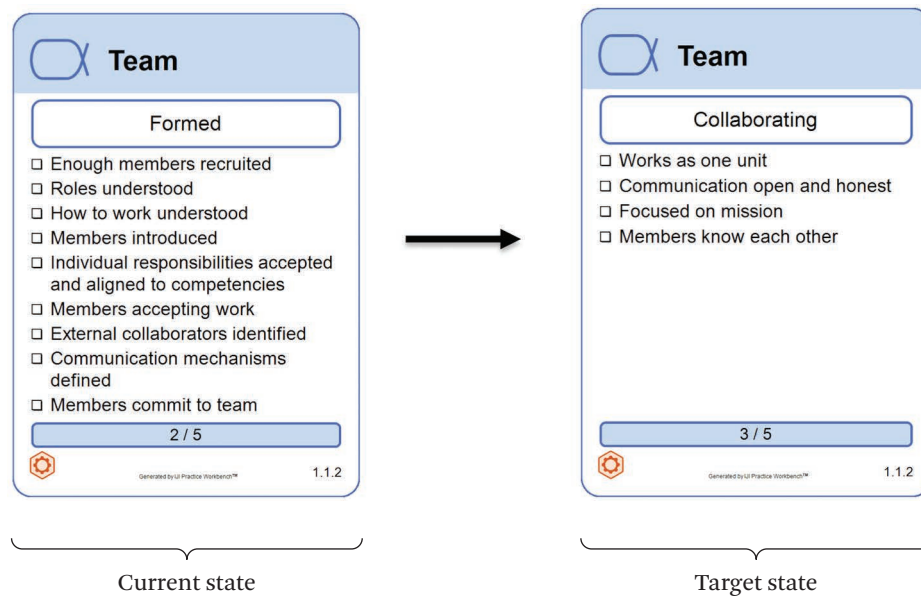 Team
Formed
Enough members recruited
Roles understood
How to work understood
Members introduced
Individual responsibilities accepted
and aligned to competencies
Members accepting work
External collaborators identified
Communication mechanisms
defined
Members commit to team
2 / 5
Generated by IJI Practice Workbench™
1.1.2
Current state
Team
Collaborating
Works as one unit
Communication open and honest
Focused on mission
Members know each other
3 / 5
Generated by IJI Practice Workbench™
1.1.2
Target state